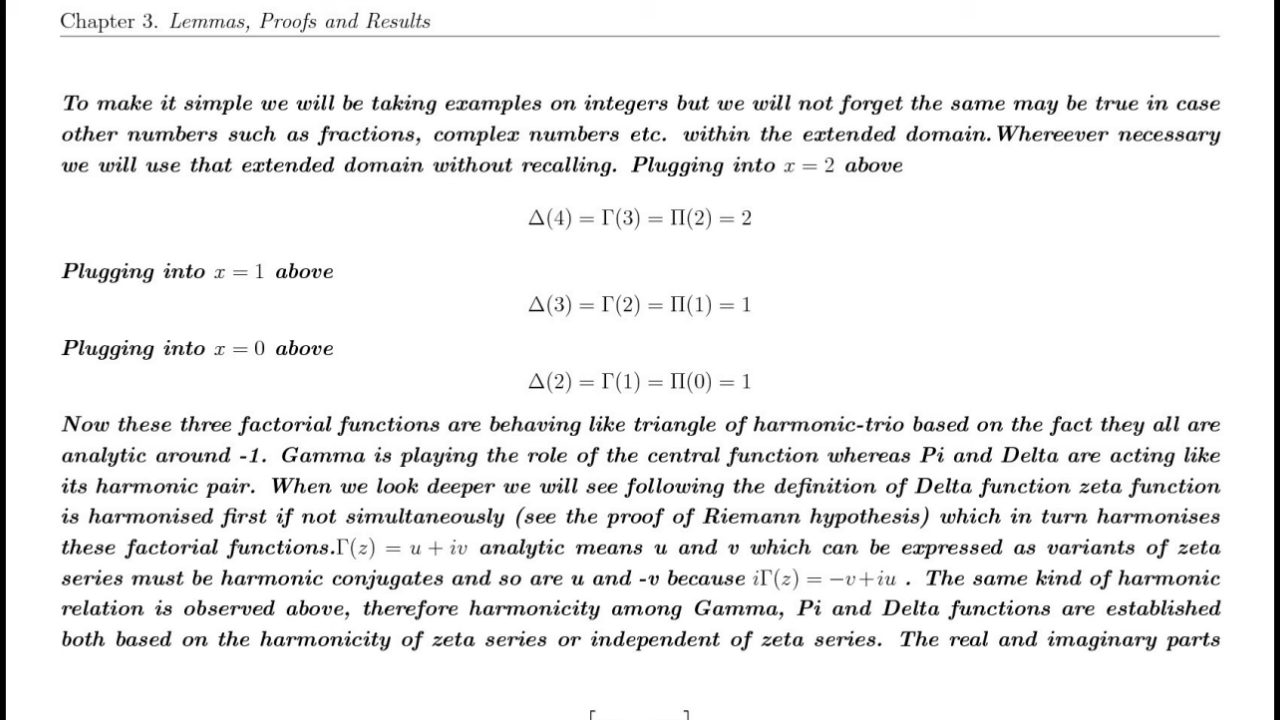 Chapter 3. Lemmas, Proofs and Results
To make it simple we will be taking examples on integers but we will not forget the same may be true in case
other numbers such as fractions, complex numbers etc. within the extended domain. Whereever necessary
we will use that extended domain without recalling. Plugging into x = 2 above
Δ(4) = Γ(3) = Π(2) = 2
Plugging into x = 1 above
Δ(3) = Γ(2) = Π(1) = 1
Plugging into x = 0 above
Δ(2) = Γ(1) = Π(0) = 1
Now these three factorial functions are behaving like triangle of harmonic-trio based on the fact they all are
analytic around -1. Gamma is playing the role of the central function whereas Pi and Delta are acting like
its harmonic pair. When we look deeper we will see following the definition of Delta function zeta function
is harmonised first if not simultaneously (see the proof of Riemann hypothesis) which in turn harmonises
these factorial functions.Γ(z) = u + iv analytic means u and v which can be expressed as variants of zeta
series must be harmonic conjugates and so are u and -v because iΓ(z) = −v+iu . The same kind of harmonic
relation is observed above, therefore harmonicity among Gamma, Pi and Delta functions are established
both based on the harmonicity of zeta series or independent of zeta series. The real and imaginary parts